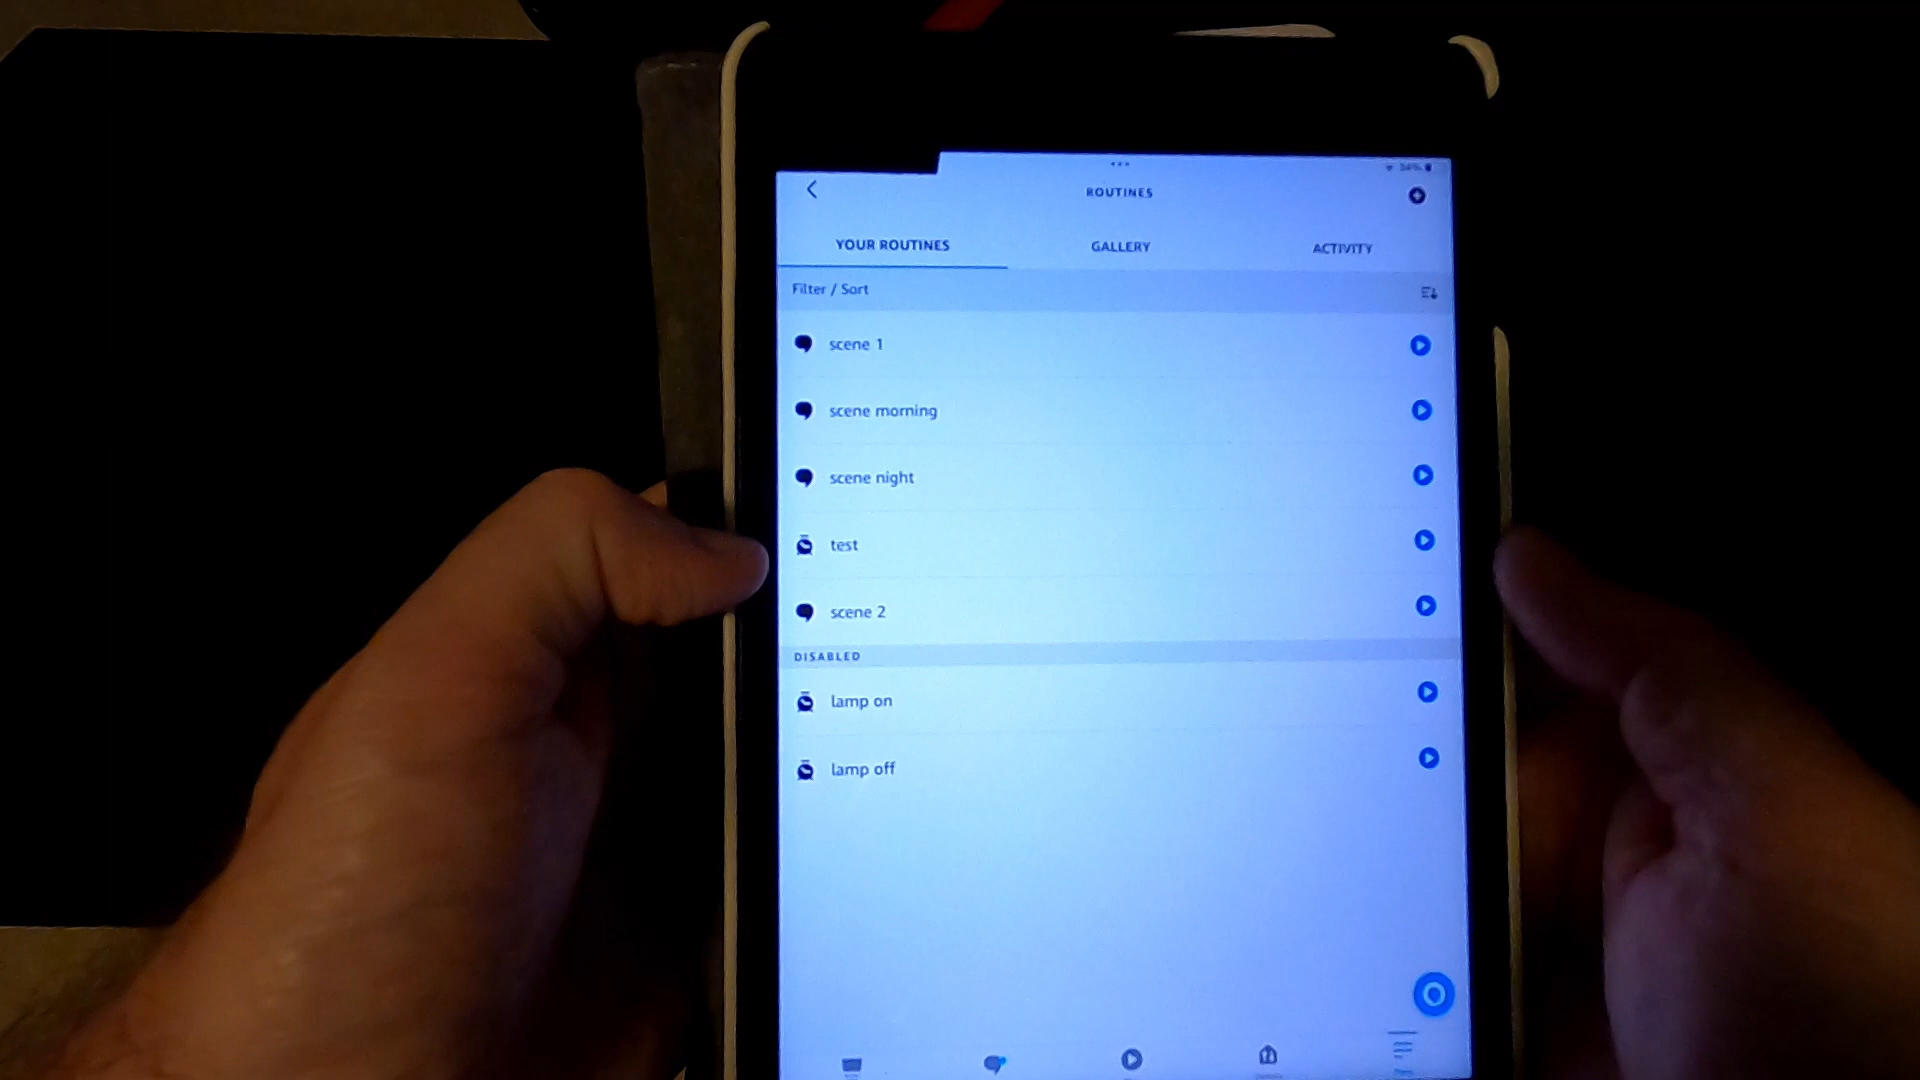 ROUTINES
YOUR ROUTINES
GALLERY
ACTIVITY
Filter / Sort
scene 1
scene morning
scene night
test
scene 2
DISABLED
lamp on
lamp off